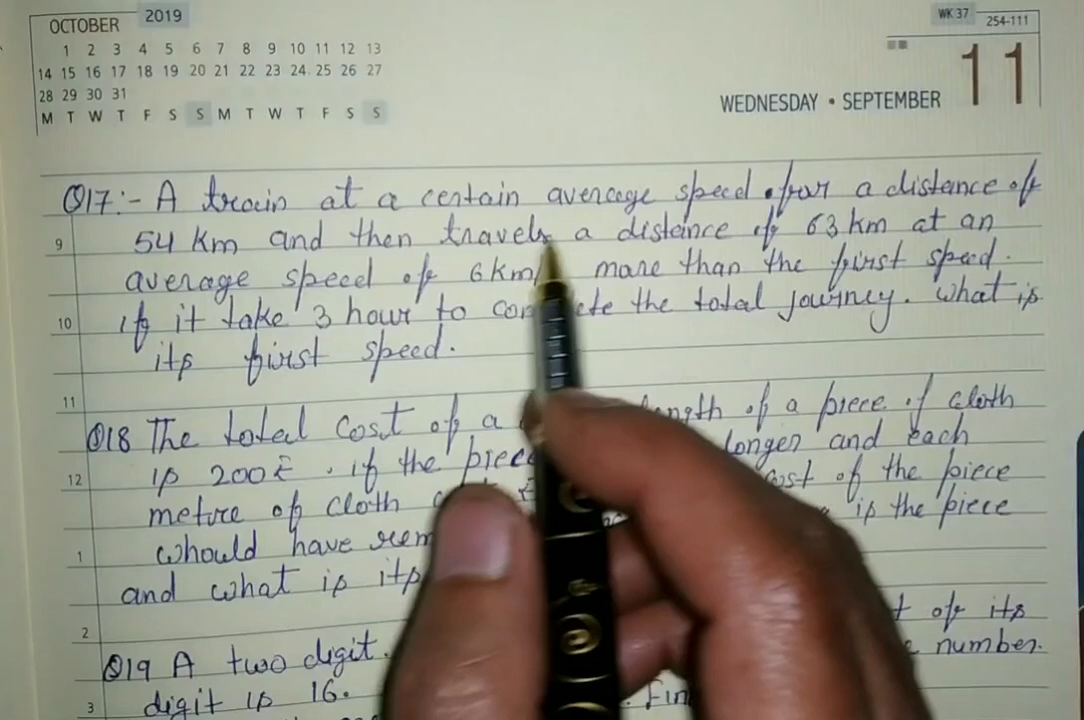 OCTOBER 2019
1 2 3 4 5 6 7 8 9 10 11 12 13
14 15 16 17 18 19 20 21 22 23 24 25 26 27
28 29 30 31
M T W T F S S M T W T F S S
WK 37
254-111
WEDNESDAY • SEPTEMBER 11
Q17:- A train at a certain average speed for a distance of
9 54 Km and then travels a distance of 63 km at an
average speed of 6 km/ more than the first speed.
10 If it take 3 hour to complete the total journey. What is
its first speed.
11
Q18 The total cost of a length of a piece of cloth
12 is 200₹. if the piece longer and each
metre of cloth cost of the piece
1 whould have is the piece
and what is its
2 of its
Q19 A two digit number.
3 digit is 16.